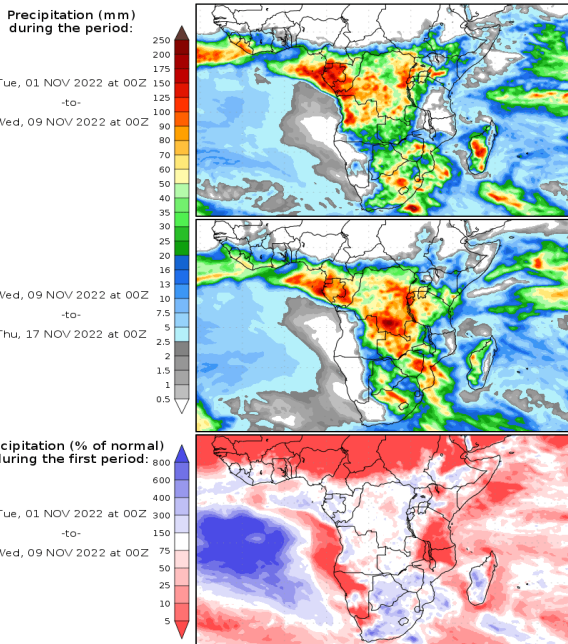 Precipitation (mm)
during the period:
Tue, 01 NOV 2022 at 00Z
-to-
Wed, 09 NOV 2022 at 00Z
250
200
175
150
125
100
90
80
70
60
50
40
35
30
25
20
16
13
10
7.5
5
2.5
2
1.5
1
0.5
Wed, 09 NOV 2022 at 00Z
-to-
Thu, 17 NOV 2022 at 00Z
cipitation (% of normal)
during the first period:
800
600
400
300
150
75
50
25
10
5
Tue, 01 NOV 2022 at 00Z
-to-
Wed, 09 NOV 2022 at 00Z